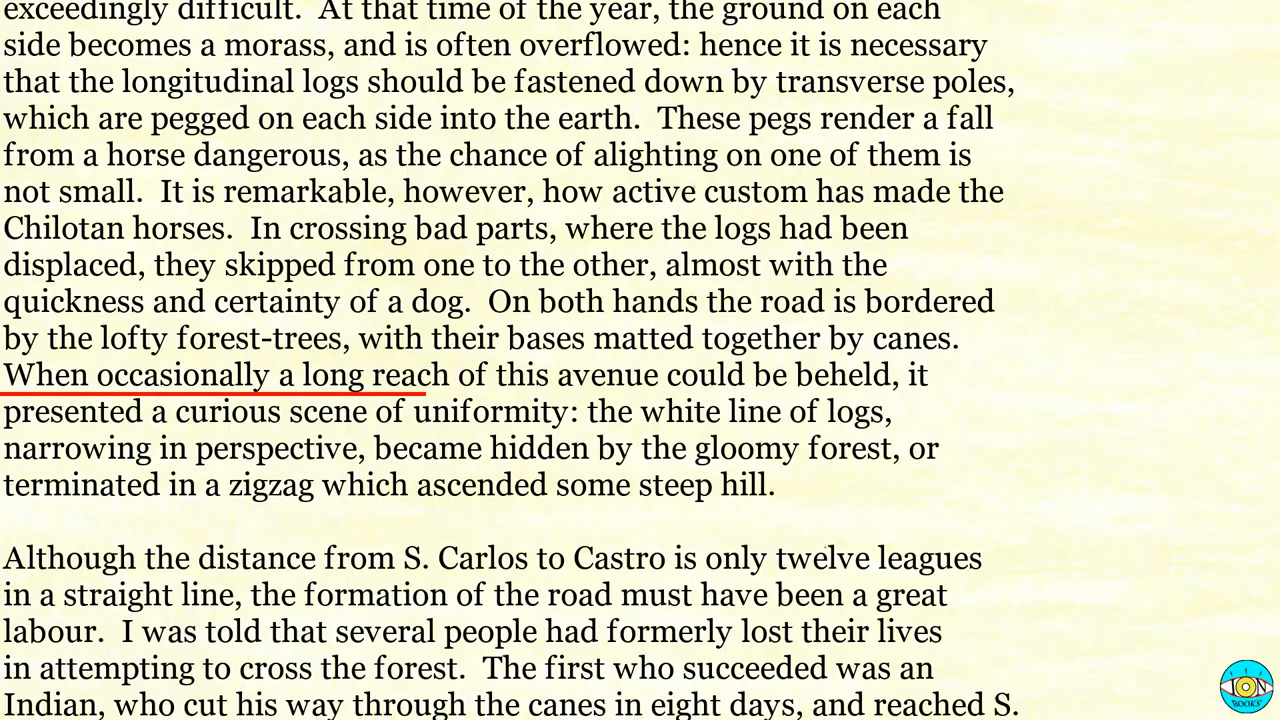 exceedingly difficult.  At that time of the year, the ground on each
side becomes a morass, and is often overflowed: hence it is necessary
that the longitudinal logs should be fastened down by transverse poles,
which are pegged on each side into the earth.  These pegs render a fall
from a horse dangerous, as the chance of alighting on one of them is
not small.  It is remarkable, however, how active custom has made the
Chilotan horses.  In crossing bad parts, where the logs had been
displaced, they skipped from one to the other, almost with the
quickness and certainty of a dog.  On both hands the road is bordered
by the lofty forest-trees, with their bases matted together by canes.
When occasionally a long reach of this avenue could be beheld, it
presented a curious scene of uniformity: the white line of logs,
narrowing in perspective, became hidden by the gloomy forest, or
terminated in a zigzag which ascended some steep hill.
Although the distance from S. Carlos to Castro is only twelve leagues
in a straight line, the formation of the road must have been a great
labour.  I was told that several people had formerly lost their lives
in attempting to cross the forest.  The first who succeeded was an
Indian, who cut his way through the canes in eight days, and reached S.
ION
BOOKS